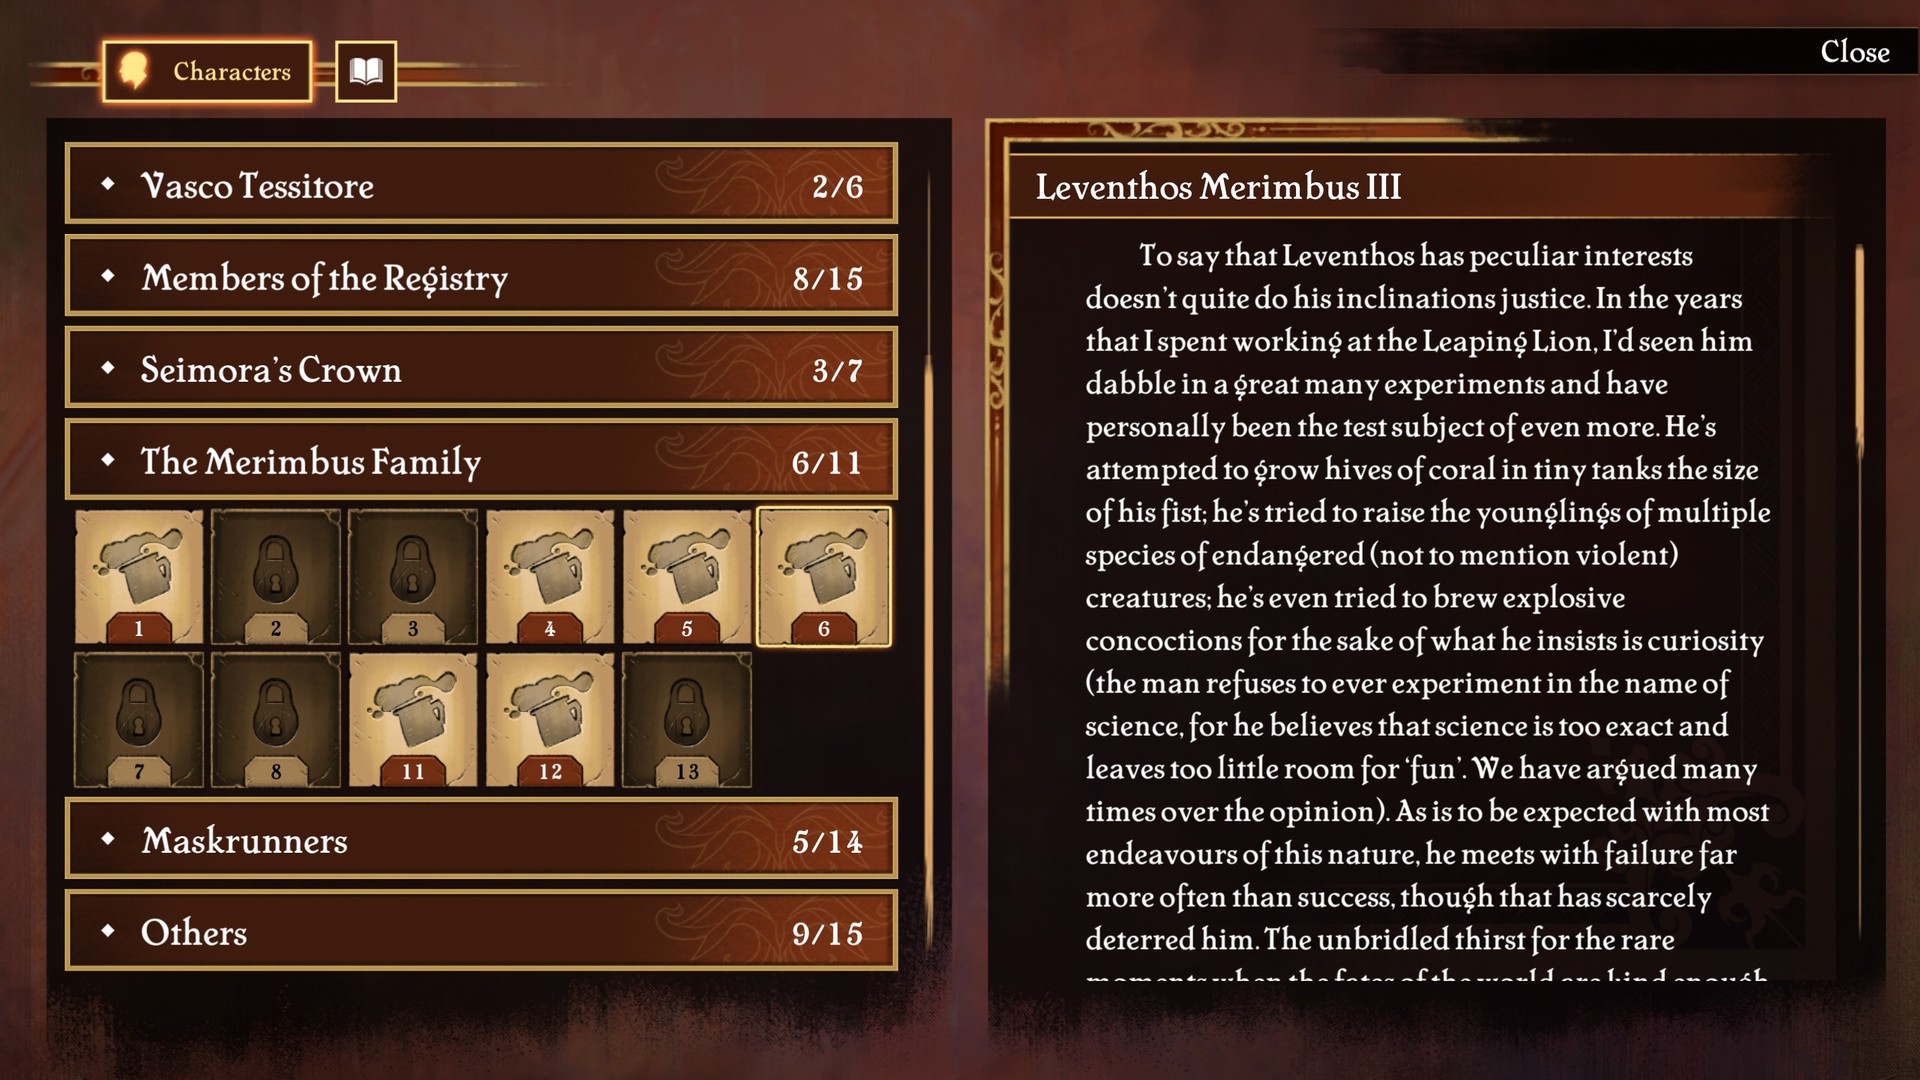 Characters
Close
Vasco Tessitore 2/6
Members of the Registry 8/15
Seimora's Crown 3/7
The Merimbus Family 6/11
1 2 3 4 5 6
7 8 11 12 13
Maskrunners 5/14
Others 9/15
Leventhos Merimbus III
To say that Leventhos has peculiar interests
doesn't quite do his inclinations justice. In the years
that I spent working at the Leaping Lion, I'd seen him
dabble in a great many experiments and have
personally been the test subject of even more. He's
attempted to grow hives of coral in tiny tanks the size
of his fist; he's tried to raise the younglings of multiple
species of endangered (not to mention violent)
creatures; he's even tried to brew explosive
concoctions for the sake of what he insists is curiosity
(the man refuses to ever experiment in the name of
science, for he believes that science is too exact and
leaves too little room for 'fun'. We have argued many
times over the opinion). As is to be expected with most
endeavours of this nature, he meets with failure far
more often than success, though that has scarcely
deterred him. The unbridled thirst for the rare
moments when the fates of the world are kind enough